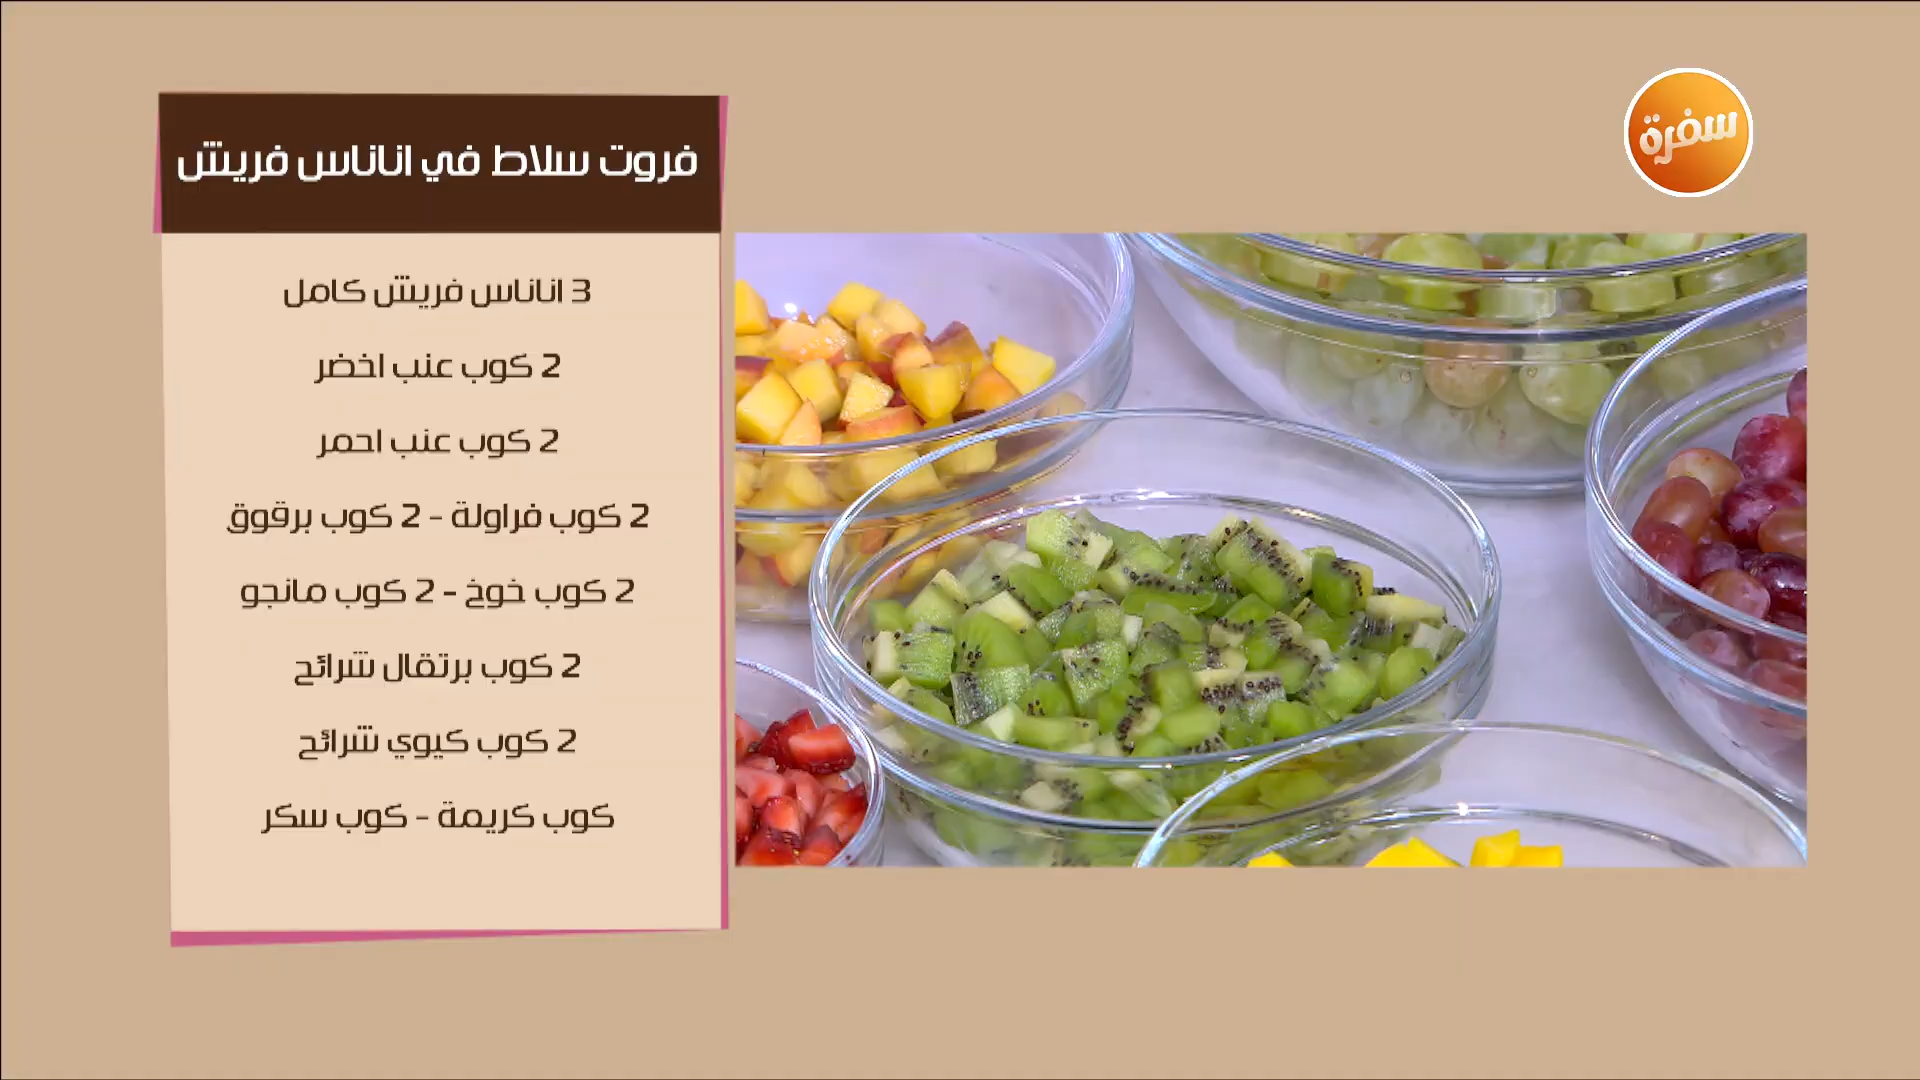 سفرة
فروت سلاط في اناناس فريش
3 اناناس فريش كامل
2 كوب عنب اخضر
2 كوب عنب احمر
2 كوب فراولة - 2 كوب برقوق
2 كوب خوخ - 2 كوب مانجو
2 كوب برتقال شرائح
2 كوب كيوي شرائح
كوب كريمة - كوب سكر